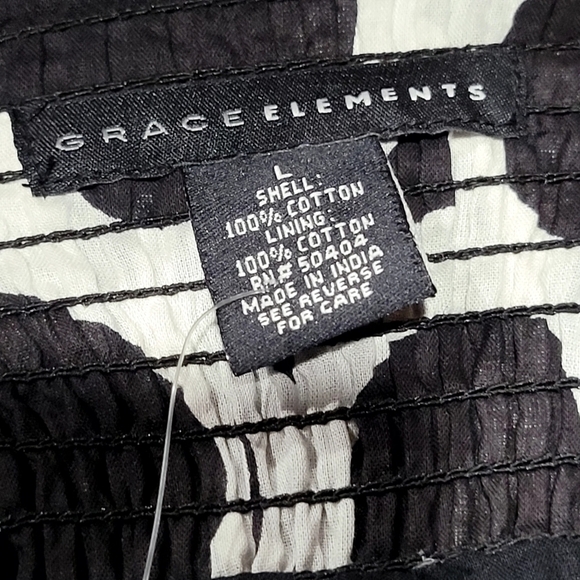 GRACE ELEMENTS
L
SHELL:
100% COTTON
LINING:
100% COTTON
RN# 50404
MADE IN INDIA
SEE REVERSE
FOR CARE